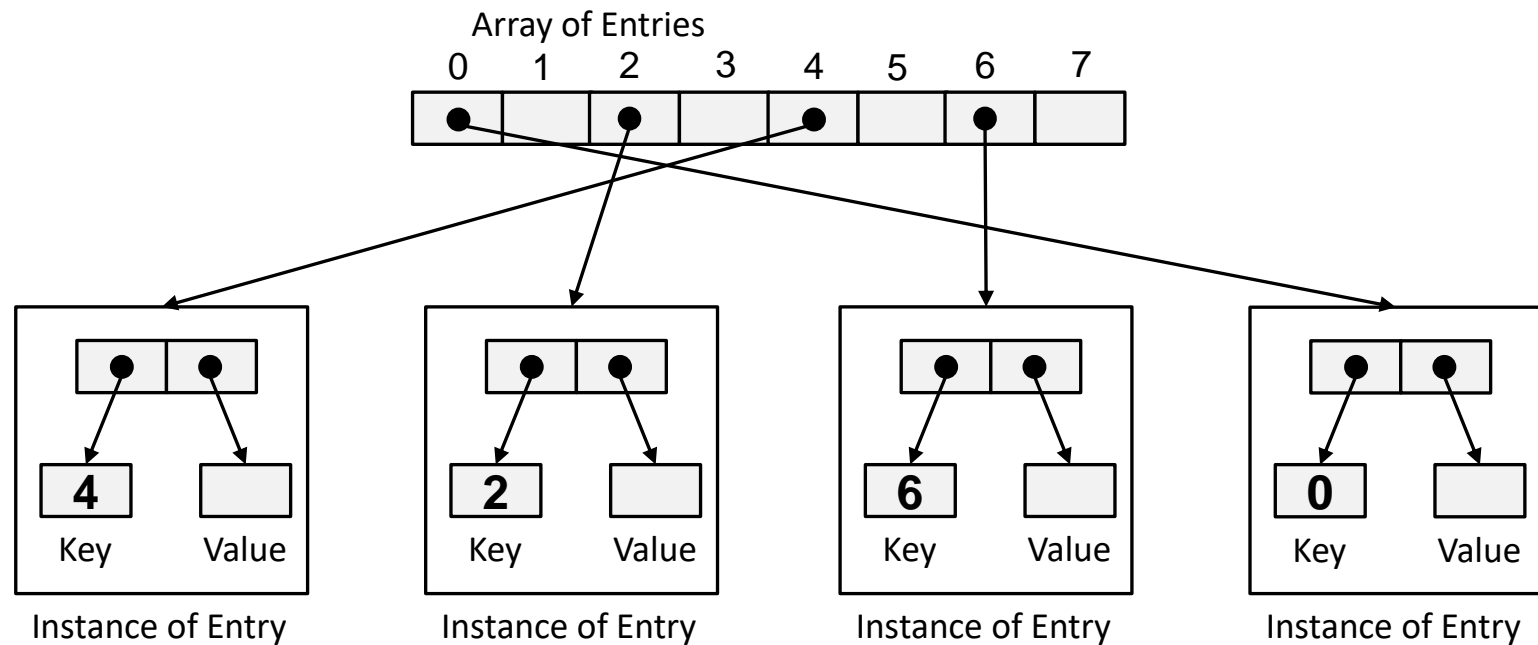 Array of Entries
0 1 2 3 4 5 6 7
4 2 6 0
Key Value Key Value Key Value Key Value
Instance of Entry Instance of Entry Instance of Entry Instance of Entry